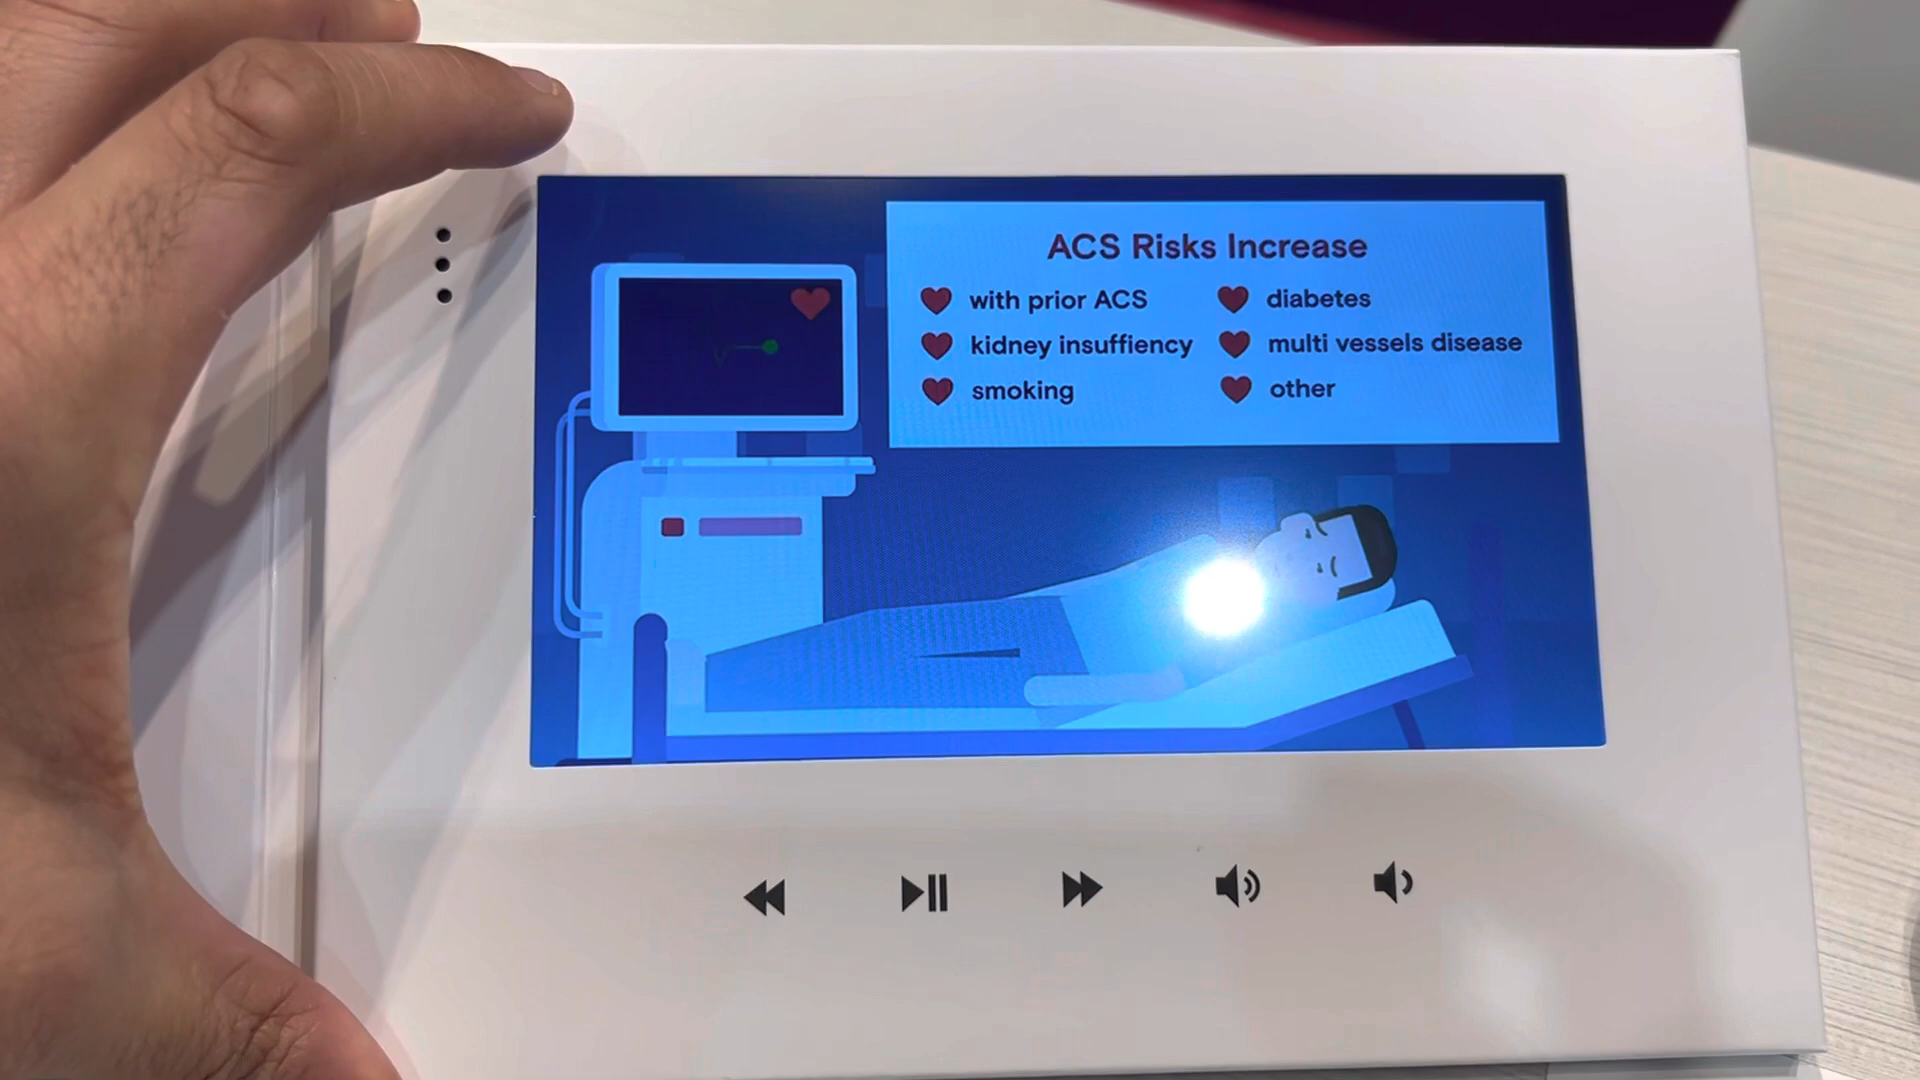 ACS Risks Increase
with prior ACS
kidney insuffiency
smoking
diabetes
multi vessels disease
other